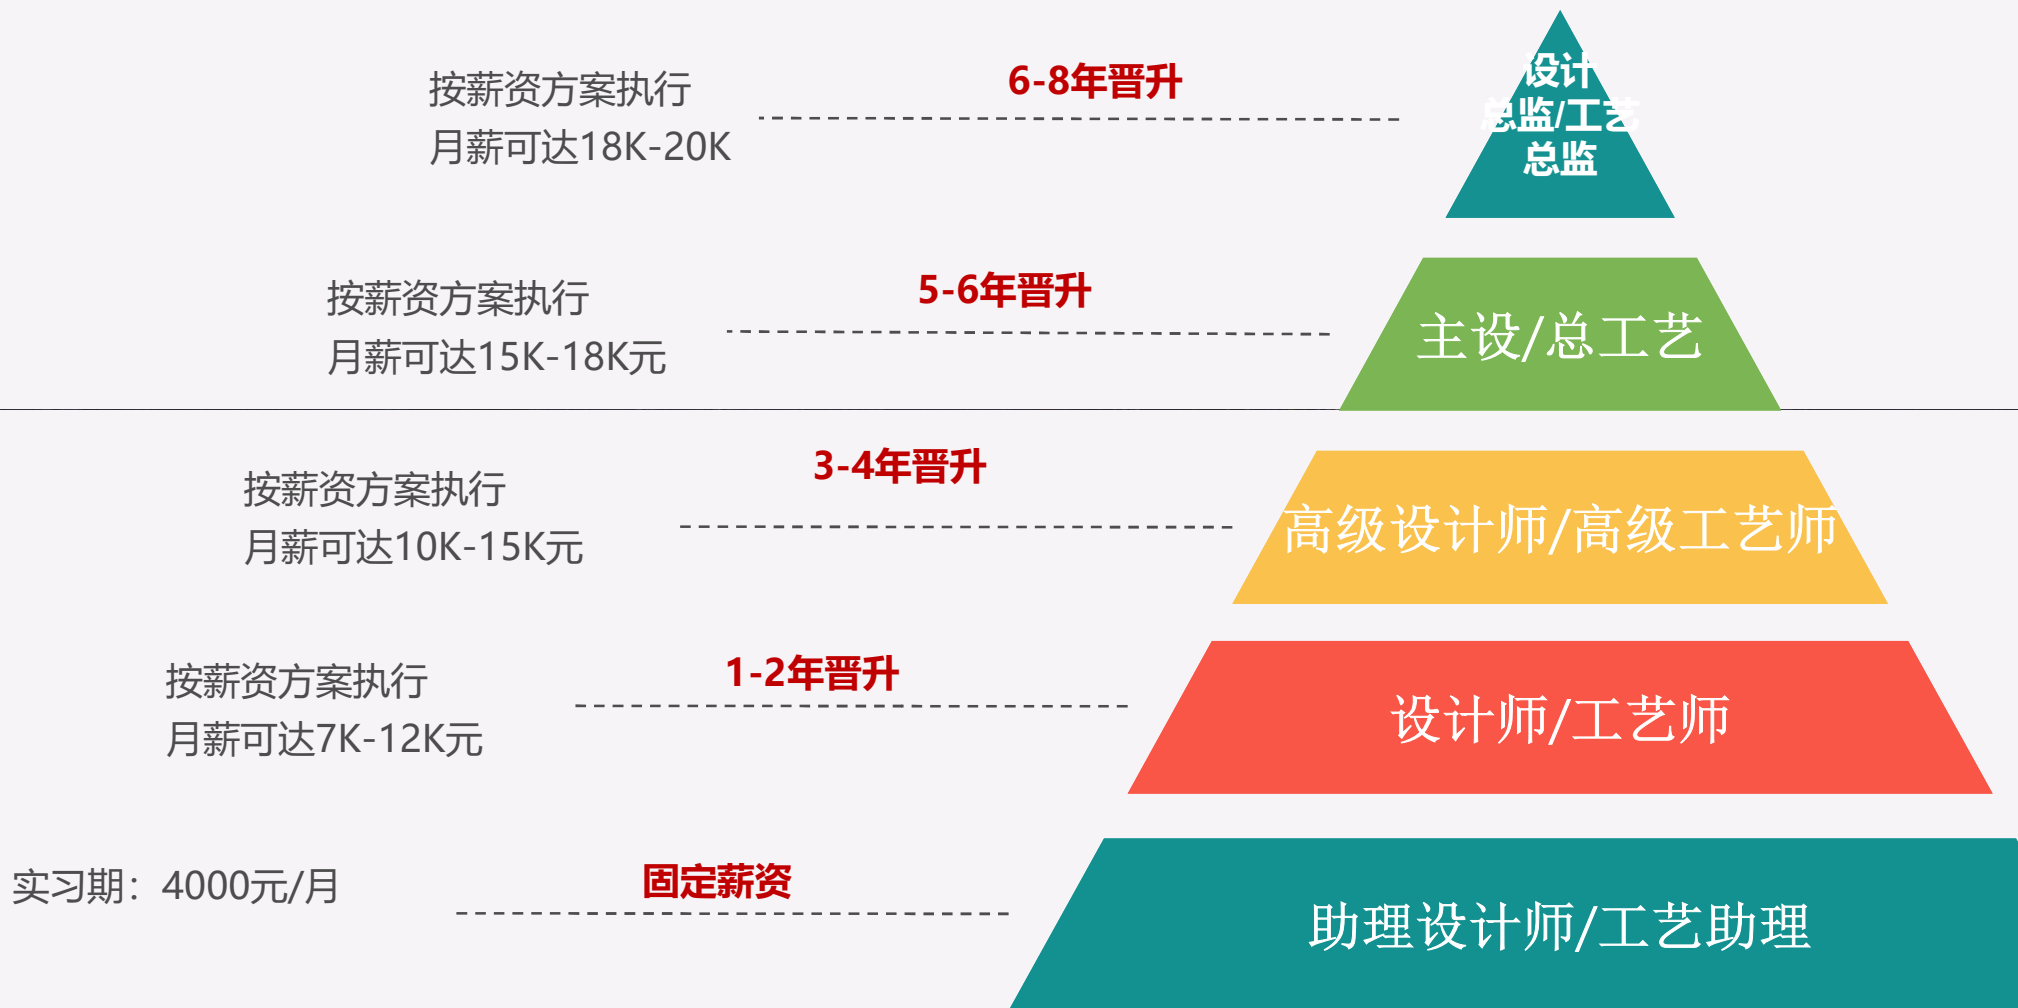 按薪资方案执行
月薪可达18K-20K
6-8年晋升
设计
总监/工艺
总监
按薪资方案执行
月薪可达15K-18K元
5-6年晋升
主设/总工艺
按薪资方案执行
月薪可达10K-15K元
3-4年晋升
高级设计师/高级工艺师
按薪资方案执行
月薪可达7K-12K元
1-2年晋升
设计师/工艺师
实习期：4000元/月
固定薪资
助理设计师/工艺助理